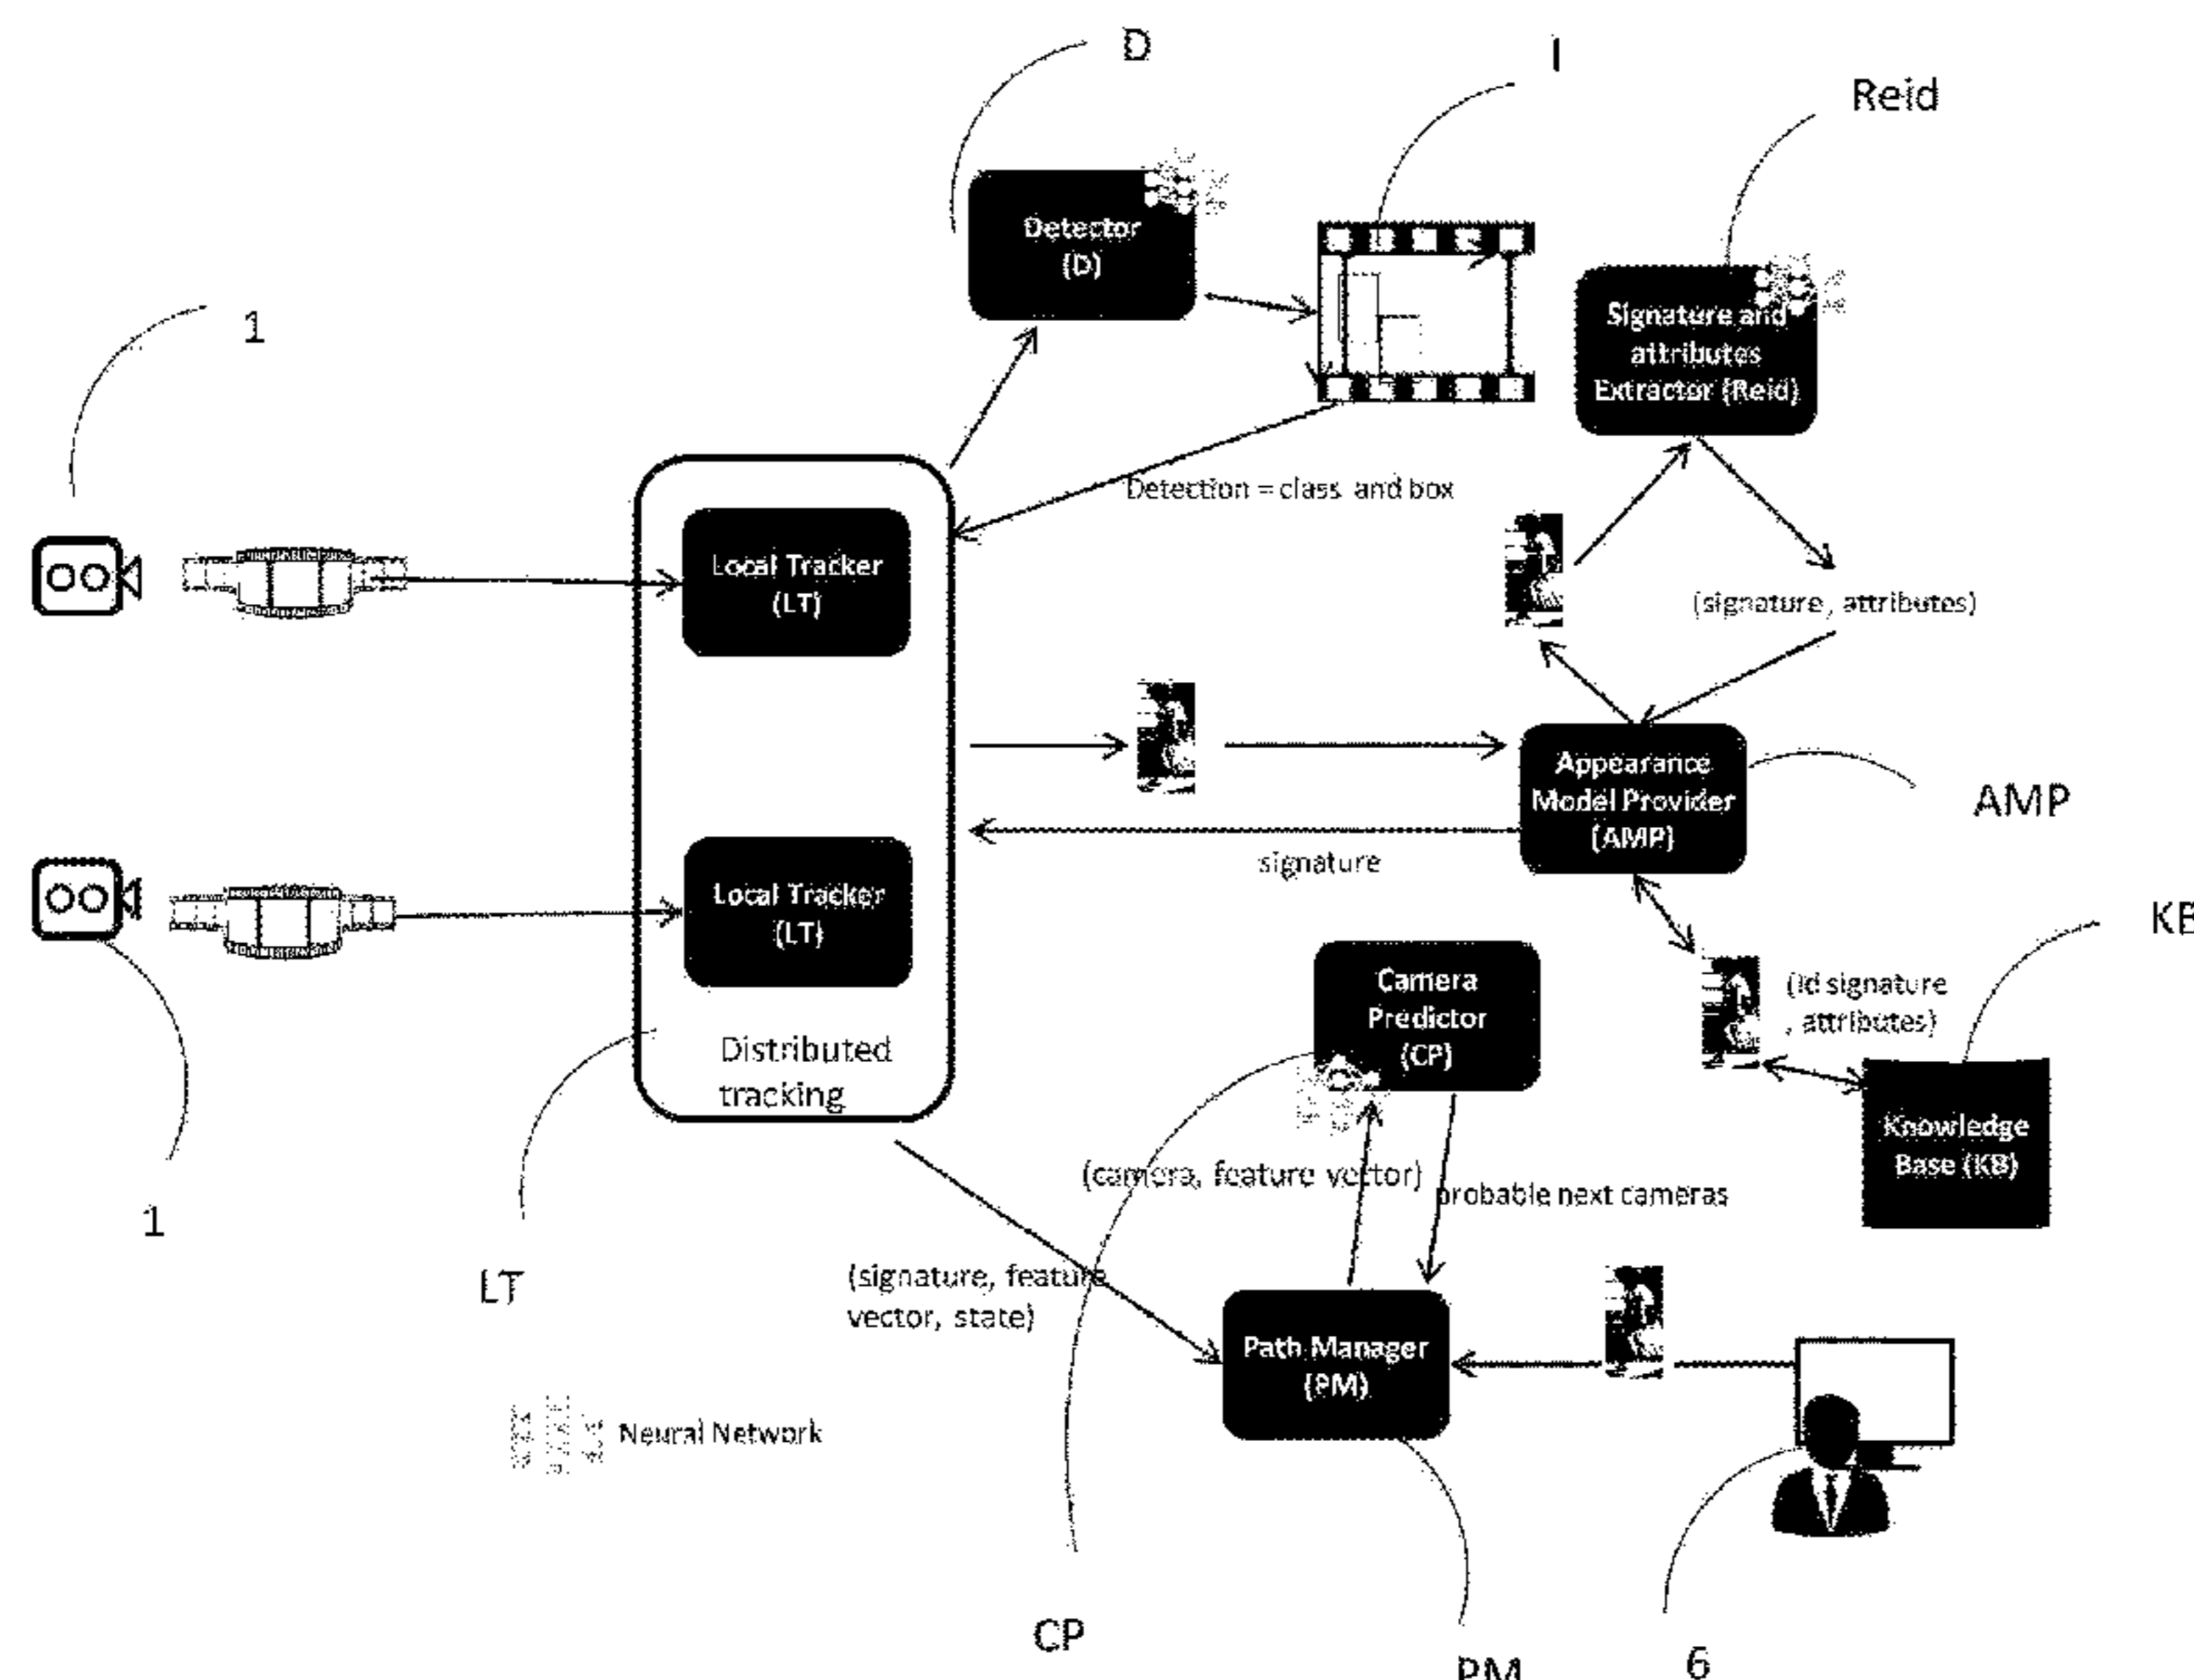 D
I
Reid
Detector
(D)
1
Signature and
attributes
Extractor (Reid)
Detection = class and box
Local Tracker
(LT)
(signature, attributes)
Appearance
Model Provider
(AMP)
AMP
signature
Local Tracker
(LT)
KB
Camera
Predictor
(CP)
(id signature
, attributes)
Distributed
tracking
Knowledge
Base (KB)
(camera, feature vector)
probable next cameras
1
LT
(signature, feature
vector, state)
Path Manager
(PM)
Neural Network
CP
PM
6